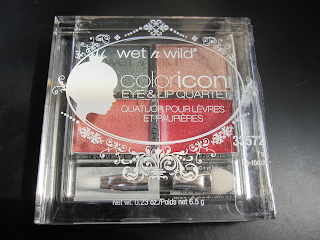 wet n wild®
coloricon
EYE & LIP QUARTET
QUATUOR POUR LÈVRES
ET PAUPIÈRES
33572
Net wt. 0.23 oz./Poids net 6.5 g